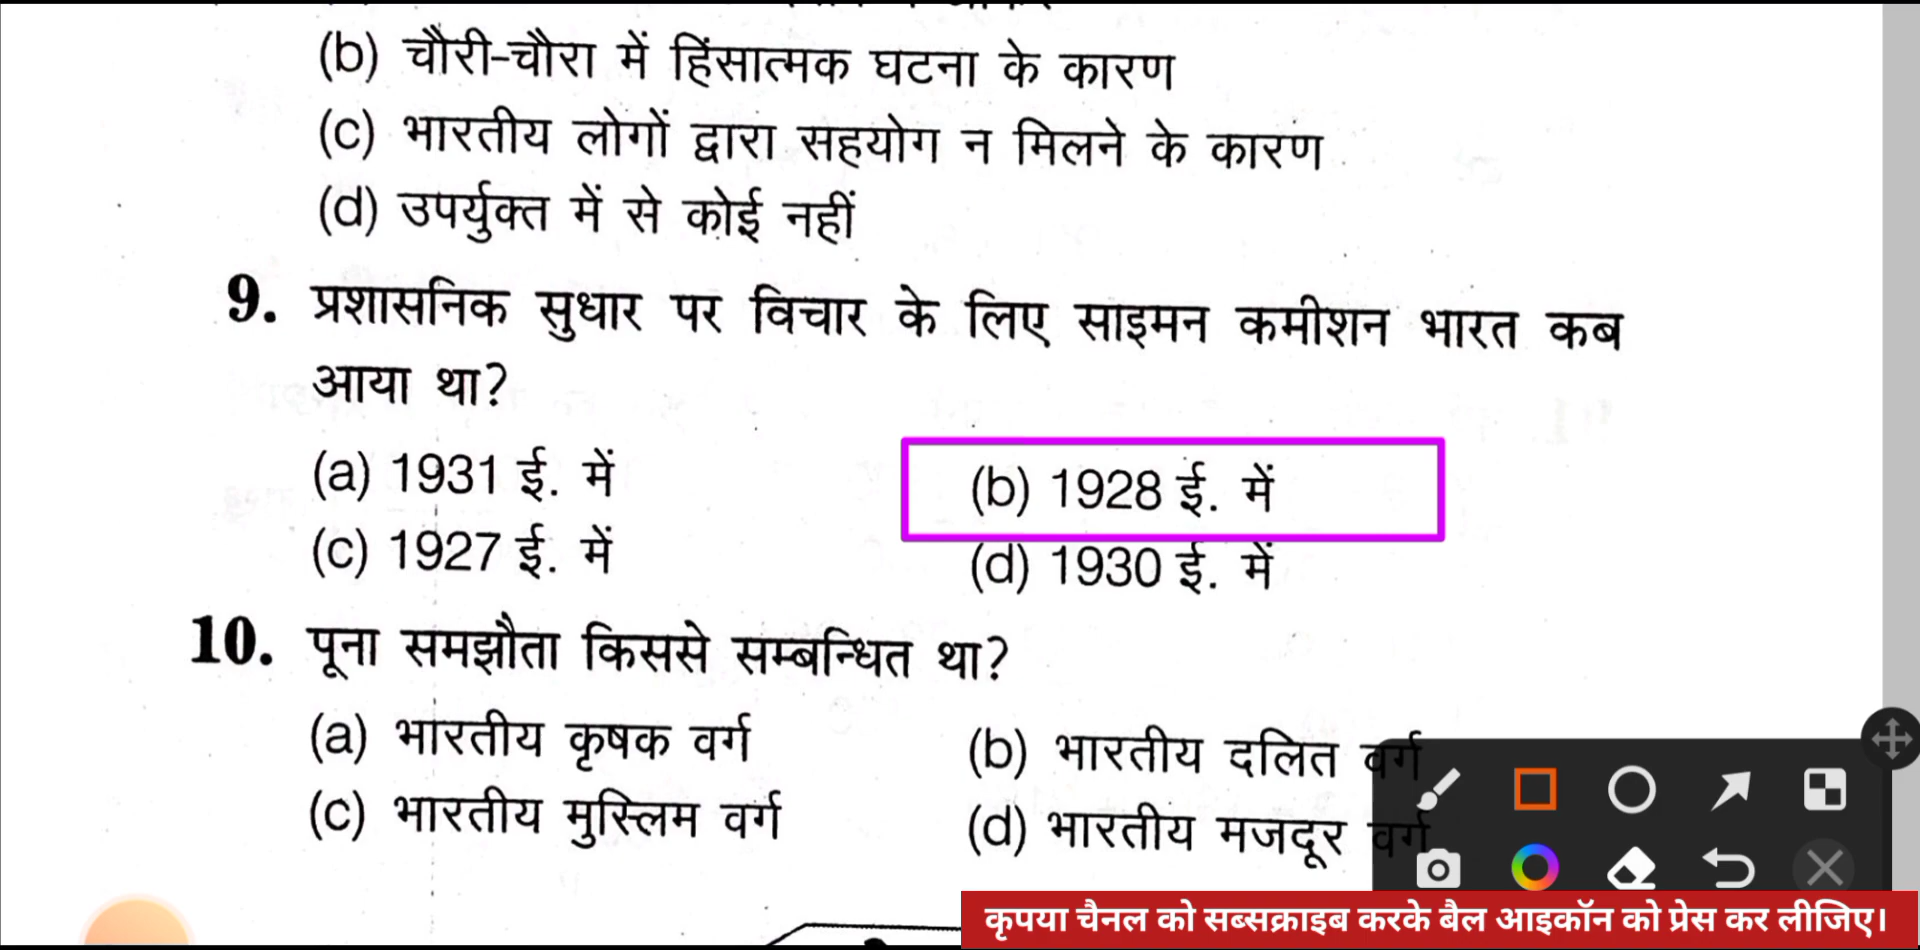 (b) चौरी-चौरा में हिंसात्मक घटना के कारण
(c) भारतीय लोगों द्वारा सहयोग न मिलने के कारण
(d) उपर्युक्त में से कोई नहीं
9. प्रशासनिक सुधार पर विचार के लिए साइमन कमीशन भारत कब
आया था?
(a) 1931 ई. में (b) 1928 ई. में
(c) 1927 ई. में (d) 1930 ई. में
10. पूना समझौता किससे सम्बन्धित था?
(a) भारतीय कृषक वर्ग (b) भारतीय दलित वर्ग
(c) भारतीय मुस्लिम वर्ग (d) भारतीय मजदूर वर्ग
कृपया चैनल को सब्सक्राइब करके बैल आइकॉन को प्रेस कर लीजिए।